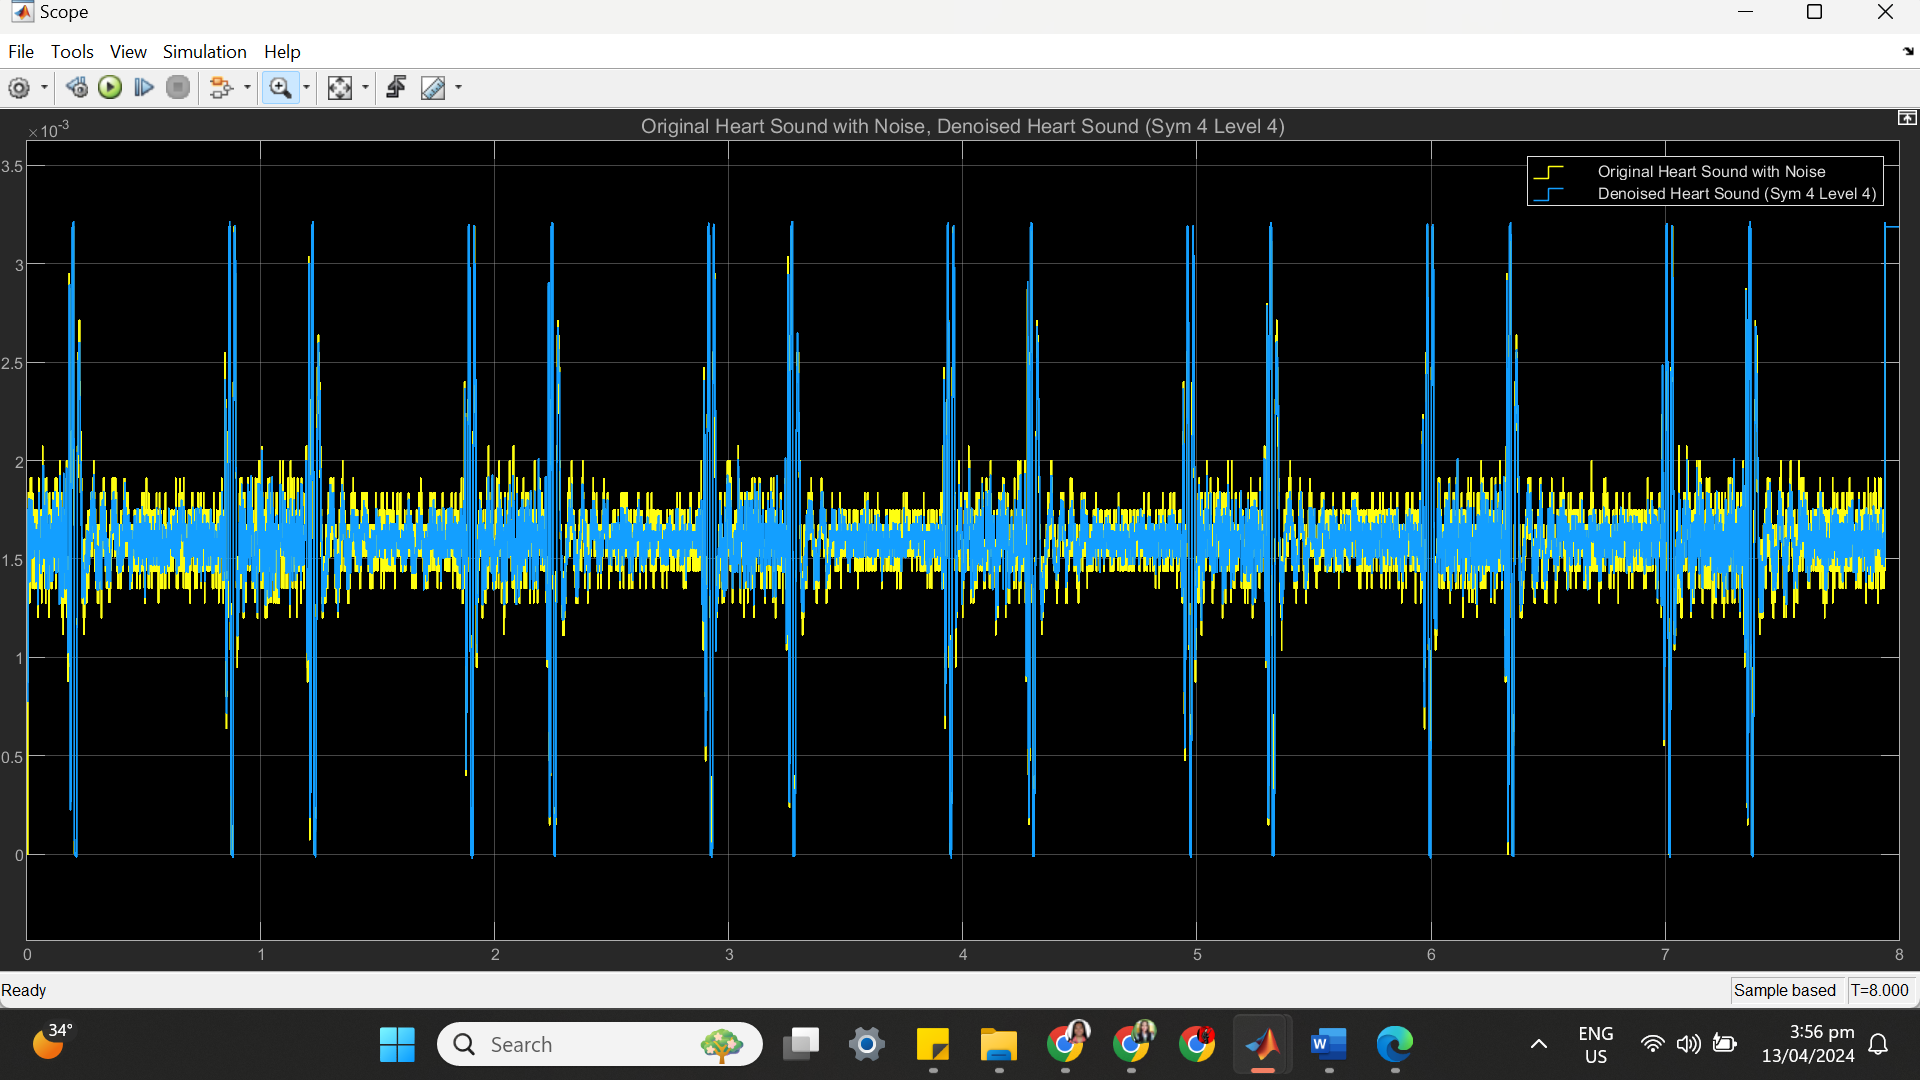 Scope
File Tools View Simulation Help
×10-3
Original Heart Sound with Noise, Denoised Heart Sound (Sym 4 Level 4)
3.5
Original Heart Sound with Noise
Denoised Heart Sound (Sym 4 Level 4)
3
2.5
2
1.5
1
0.5
0
0 1 2 3 4 5 6 7 8
Ready
Sample based T=8.000
34°
Search
W
ENG
US
3:56 pm
13/04/2024